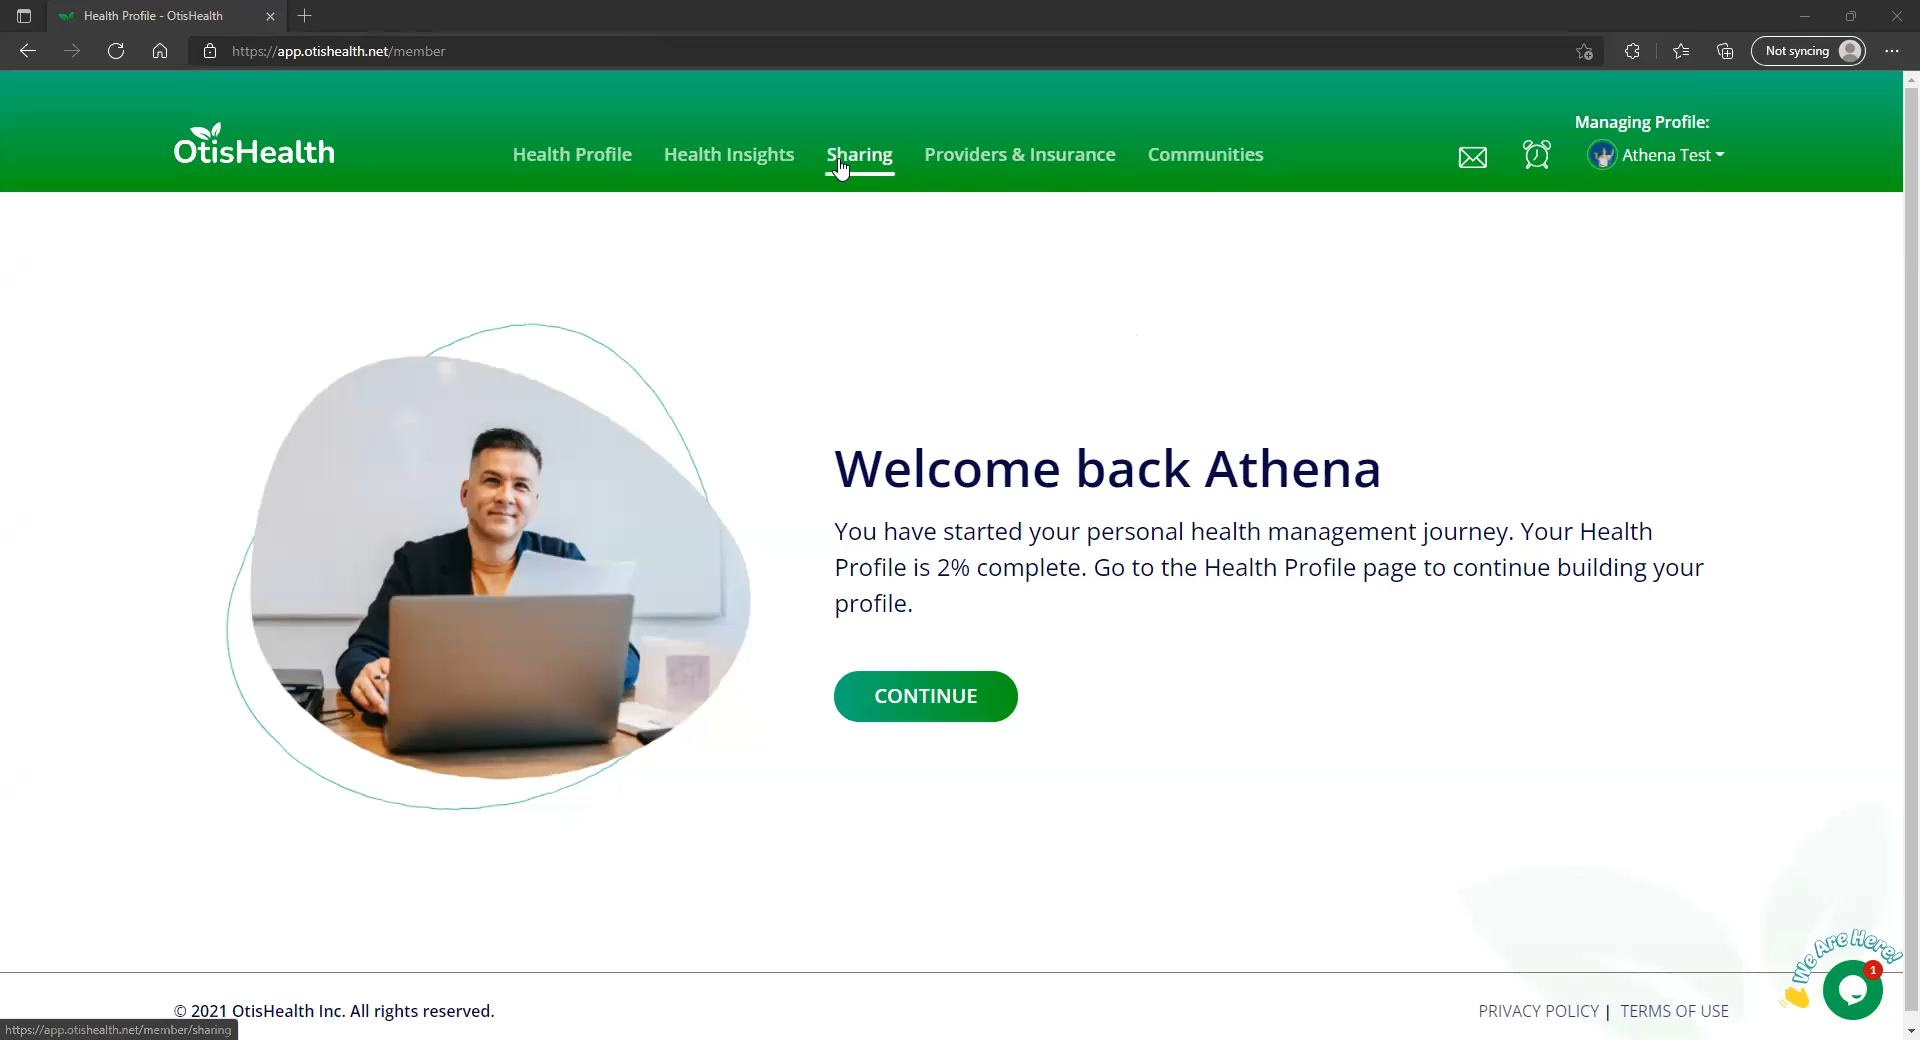 Health Profile - OtisHealth
https://app.otishealth.net/member
Not syncing
OtisHealth
Health Profile
Health Insights
Sharing
Providers & Insurance
Communities
Managing Profile:
Athena Test
Welcome back Athena
You have started your personal health management journey. Your Health
Profile is 2% complete. Go to the Health Profile page to continue building your
profile.
CONTINUE
We Are Here!
1
© 2021 OtisHealth Inc. All rights reserved.
PRIVACY POLICY | TERMS OF USE
https://app.otishealth.net/member/sharing